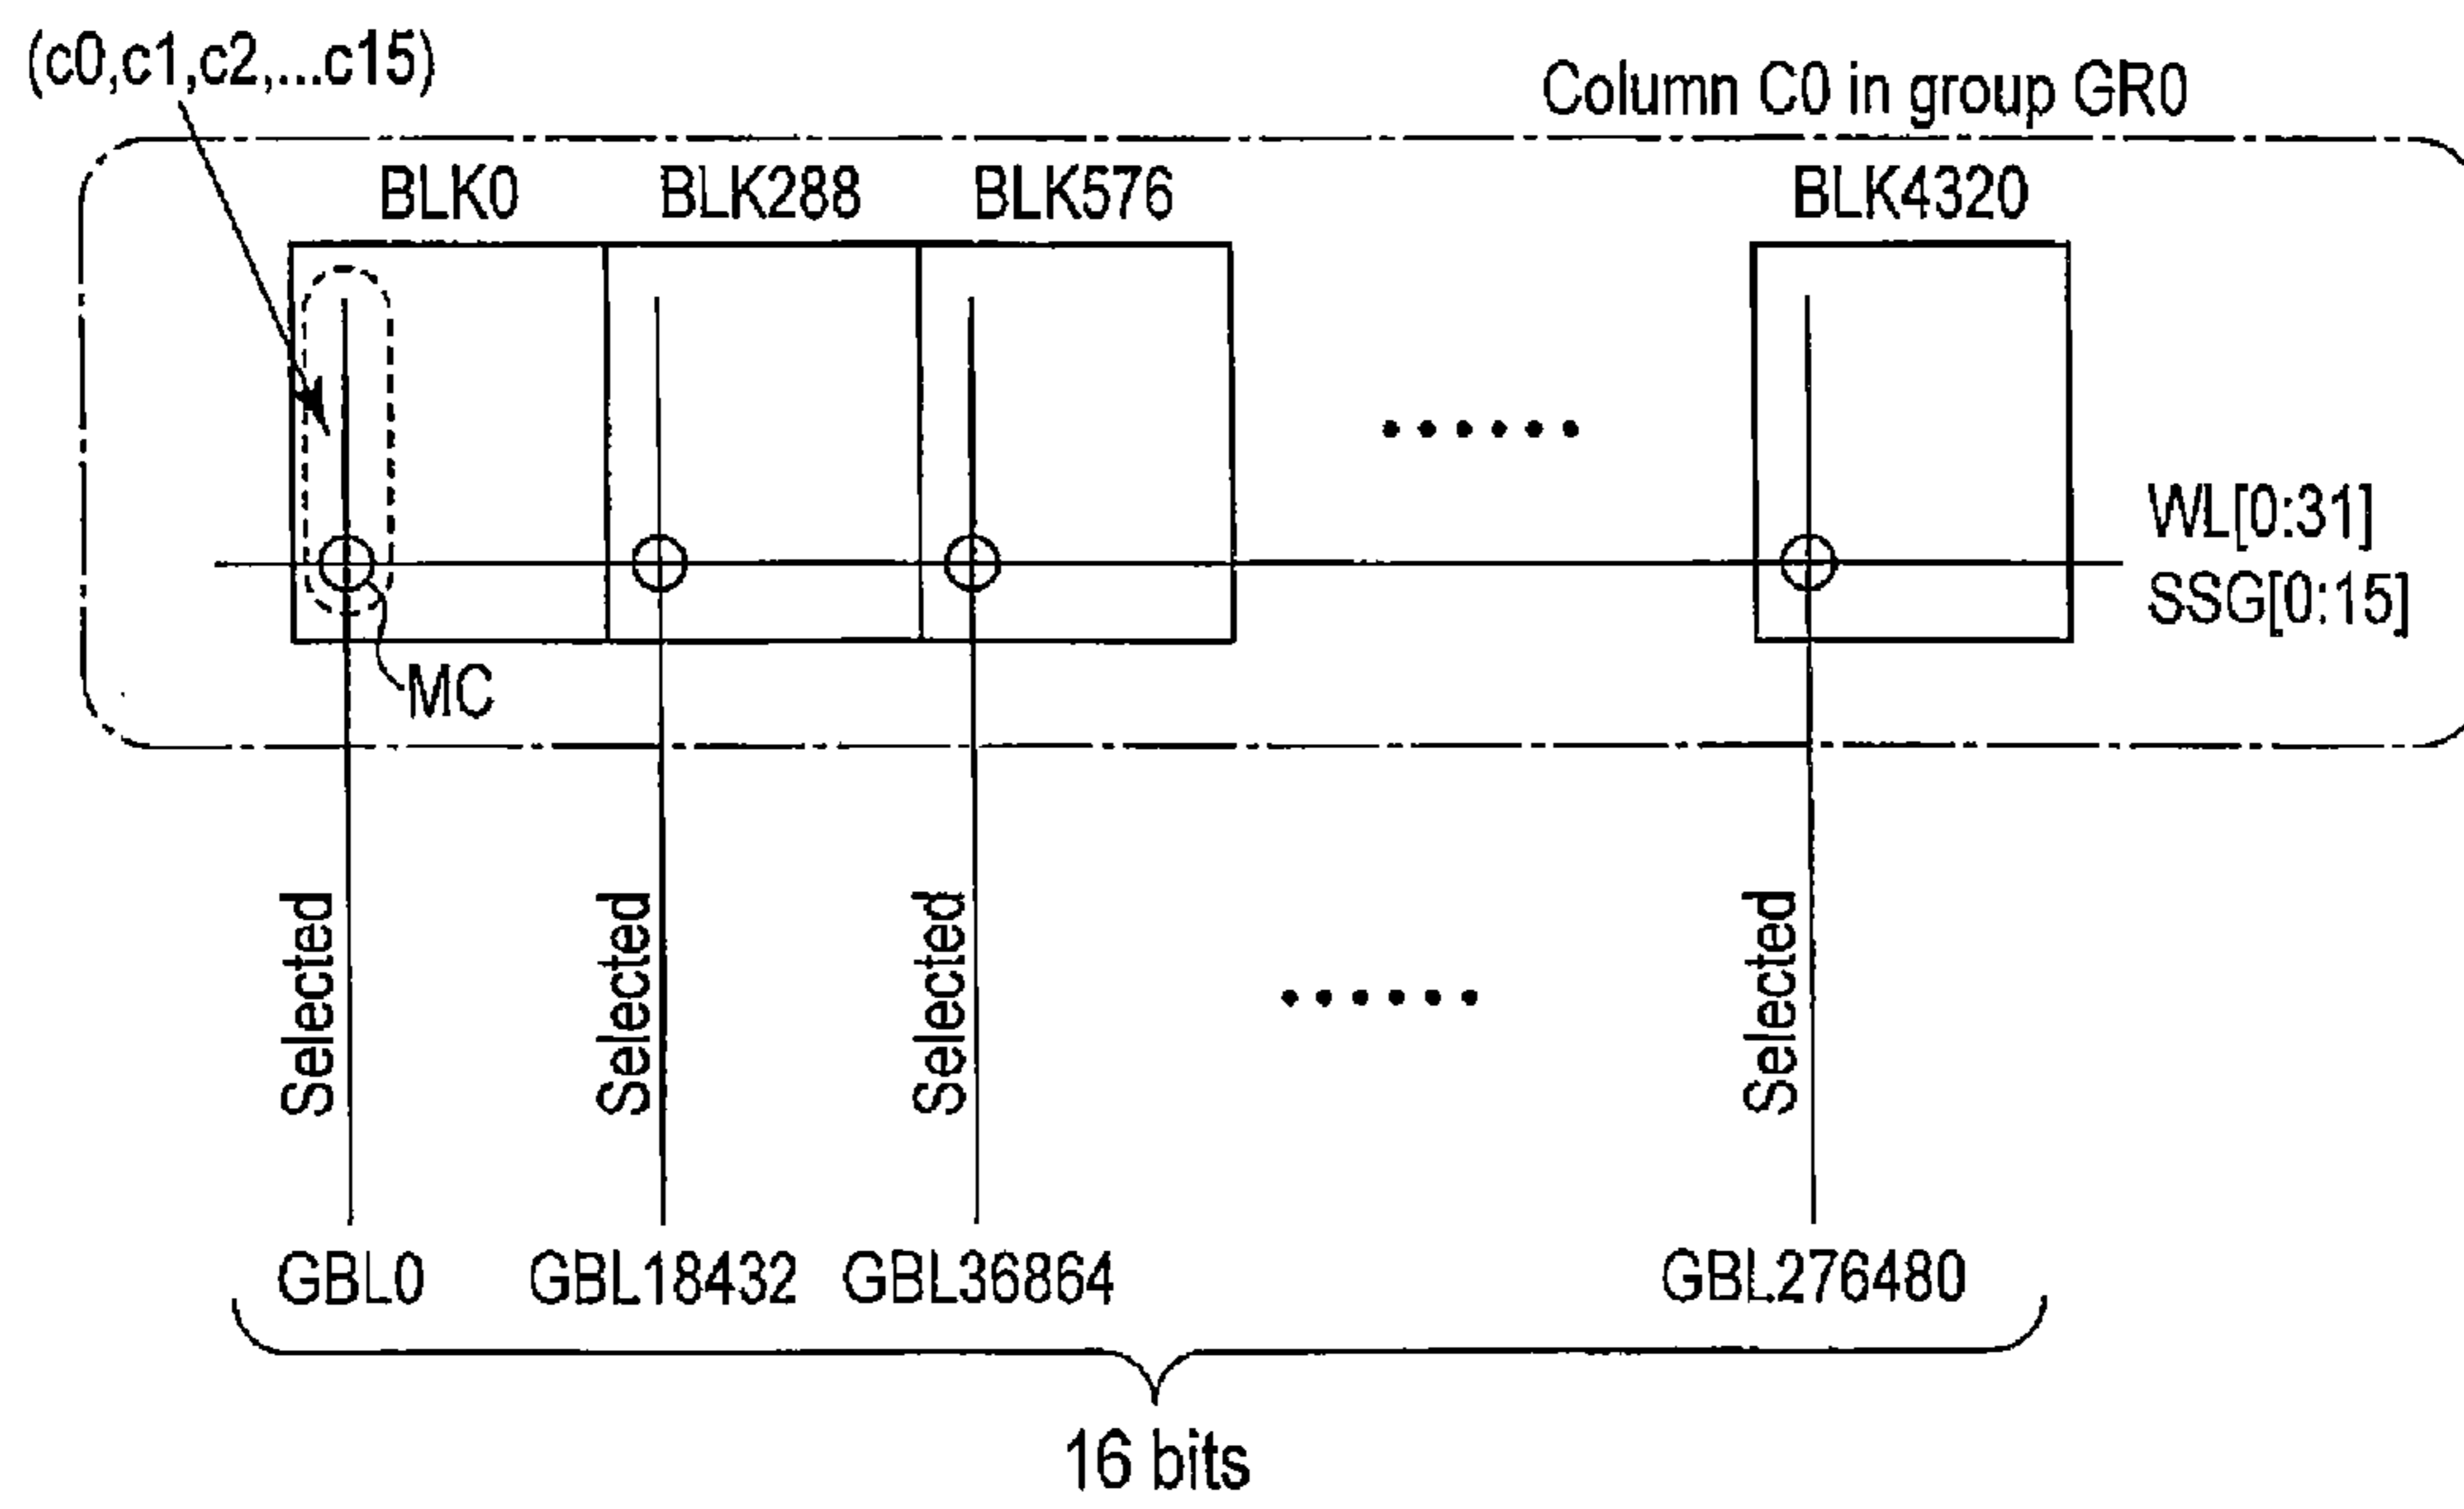 (c0,c1,c2,...c15)
Column C0 in group GR0
BLK0
BLK288
BLK576
BLK4320
WL[0:31]
SSG[0:15]
MC
Selected
Selected
Selected
Selected
GBL0
GBL18432
GBL36864
GBL276480
16 bits